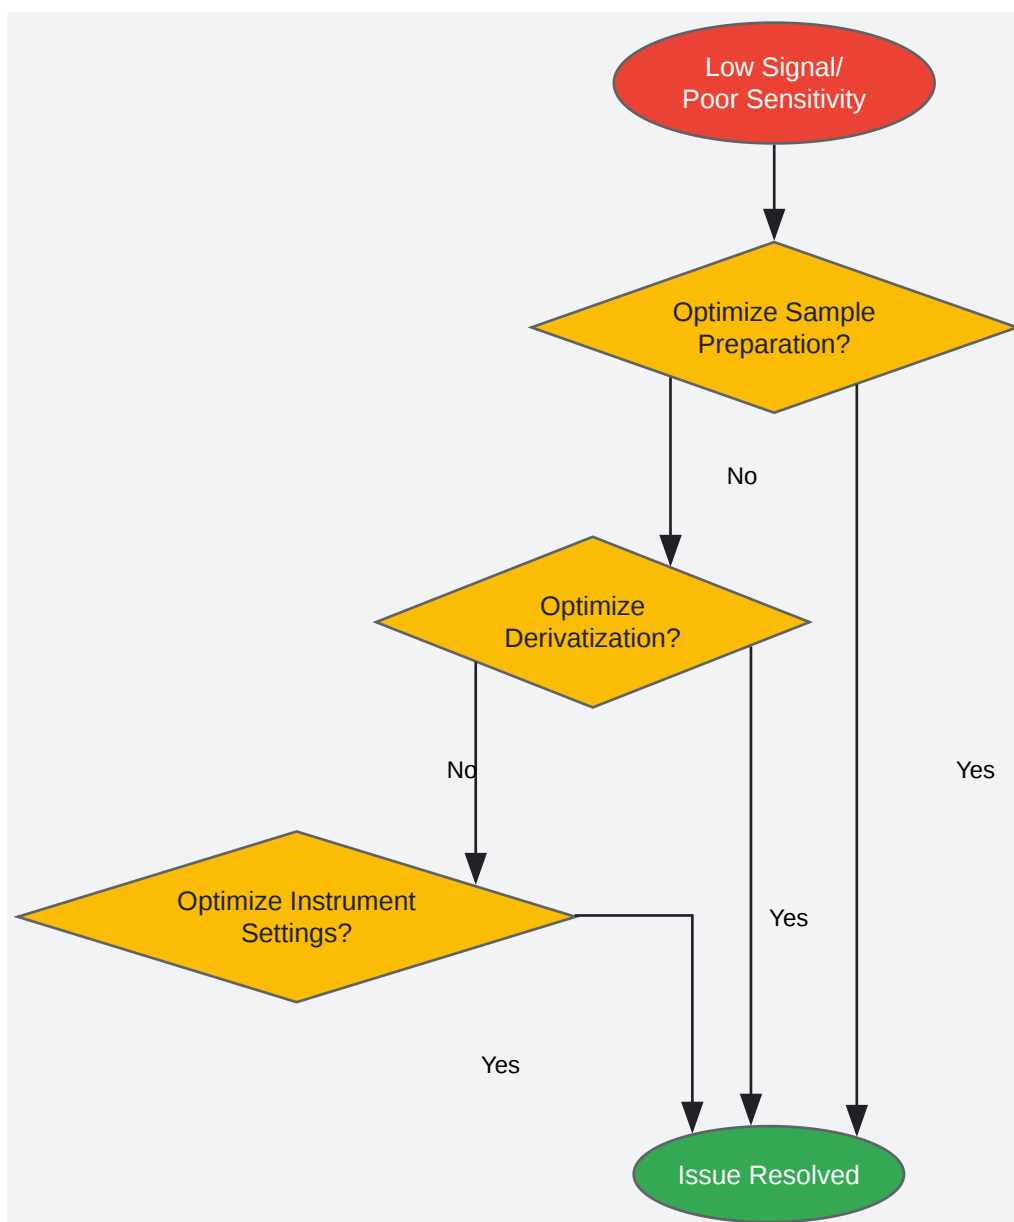 Low Signal/
Poor Sensitivity
Optimize Sample
Preparation?
No
Optimize
Derivatization?
No
Yes
Optimize Instrument
Settings?
Yes
Yes
Issue Resolved